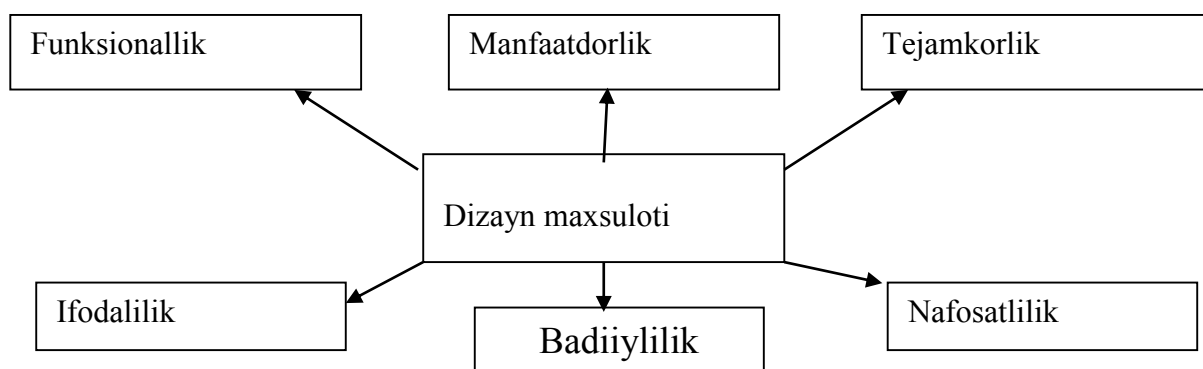 Funksionallik
Manfaatdorlik
Tejamkorlik
Dizayn maxsuloti
Ifodalilik
Badiiylilik
Nafosatlilik